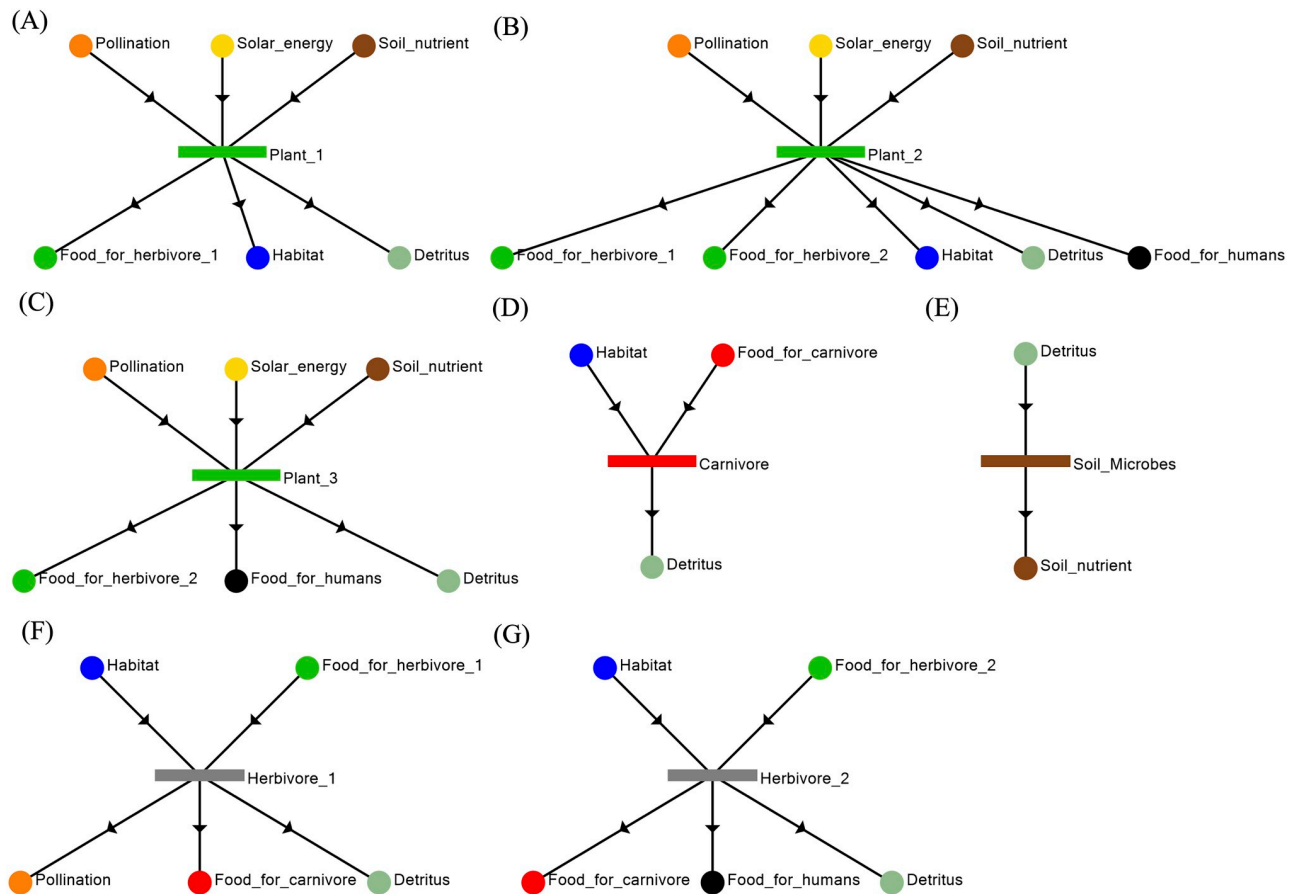 (A)
Pollination
Solar_energy
Soil_nutrient
Plant_1
Food_for_herbivore_1
Habitat
Detritus
(B)
Pollination
Solar_energy
Soil_nutrient
Plant_2
Food_for_herbivore_1
Food_for_herbivore_2
Habitat
Detritus
Food_for_humans
(C)
Pollination
Solar_energy
Soil_nutrient
Plant_3
Food_for_herbivore_2
Food_for_humans
Detritus
(D)
Habitat
Food_for_carnivore
Carnivore
Detritus
(E)
Detritus
Soil_Microbes
Soil_nutrient
(F)
Habitat
Food_for_herbivore_1
Herbivore_1
Pollination
Food_for_carnivore
Detritus
(G)
Habitat
Food_for_herbivore_2
Herbivore_2
Food_for_carnivore
Food_for_humans
Detritus